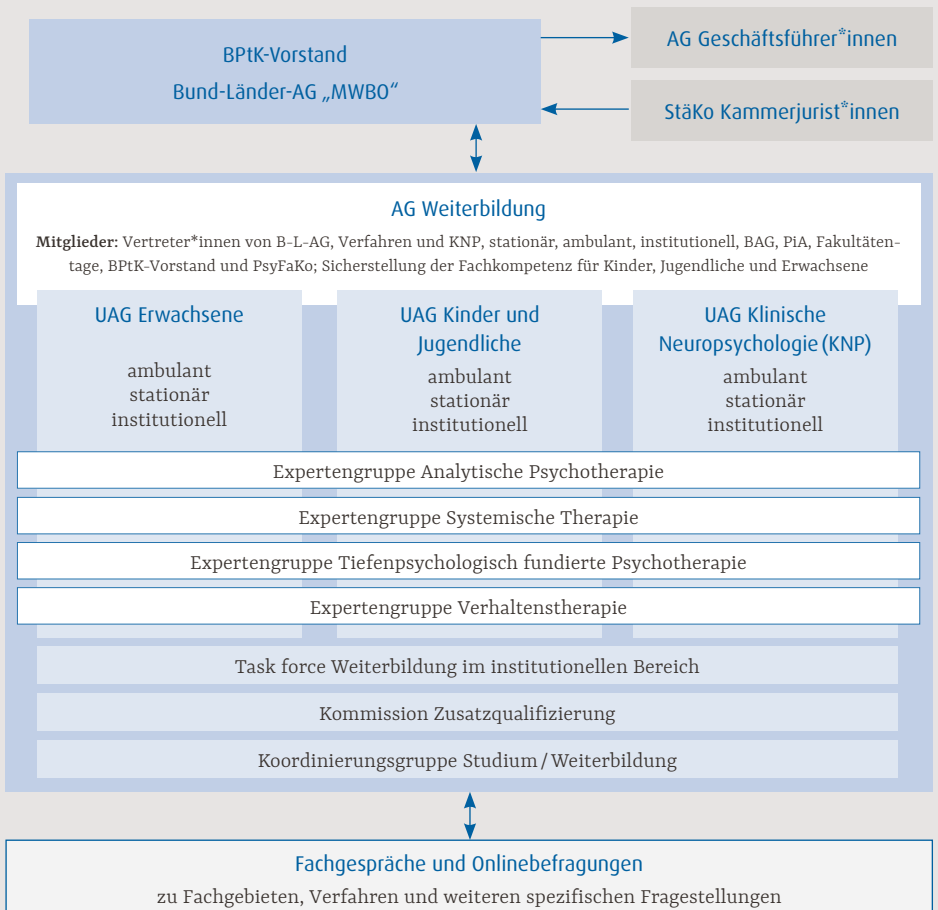 BPtK-Vorstand
Bund-Länder-AG „MWBO“
AG Geschäftsführer*innen
StäKo Kammerjurist*innen
AG Weiterbildung
Mitglieder: Vertreter*innen von B-L-AG, Verfahren und KNP, stationär, ambulant, institutionell, BAG, PiA, Fakultäten-
tage, BPtK-Vorstand und PsyFaKo; Sicherstellung der Fachkompetenz für Kinder, Jugendliche und Erwachsene
UAG Erwachsene
ambulant
stationär
institutionell
UAG Kinder und
Jugendliche
ambulant
stationär
institutionell
UAG Klinische
Neuropsychologie (KNP)
ambulant
stationär
institutionell
Expertengruppe Analytische Psychotherapie
Expertengruppe Systemische Therapie
Expertengruppe Tiefenpsychologisch fundierte Psychotherapie
Expertengruppe Verhaltenstherapie
Task force Weiterbildung im institutionellen Bereich
Kommission Zusatzqualifizierung
Koordinierungsgruppe Studium / Weiterbildung
Fachgespräche und Onlinebefragungen
zu Fachgebieten, Verfahren und weiteren spezifischen Fragestellungen